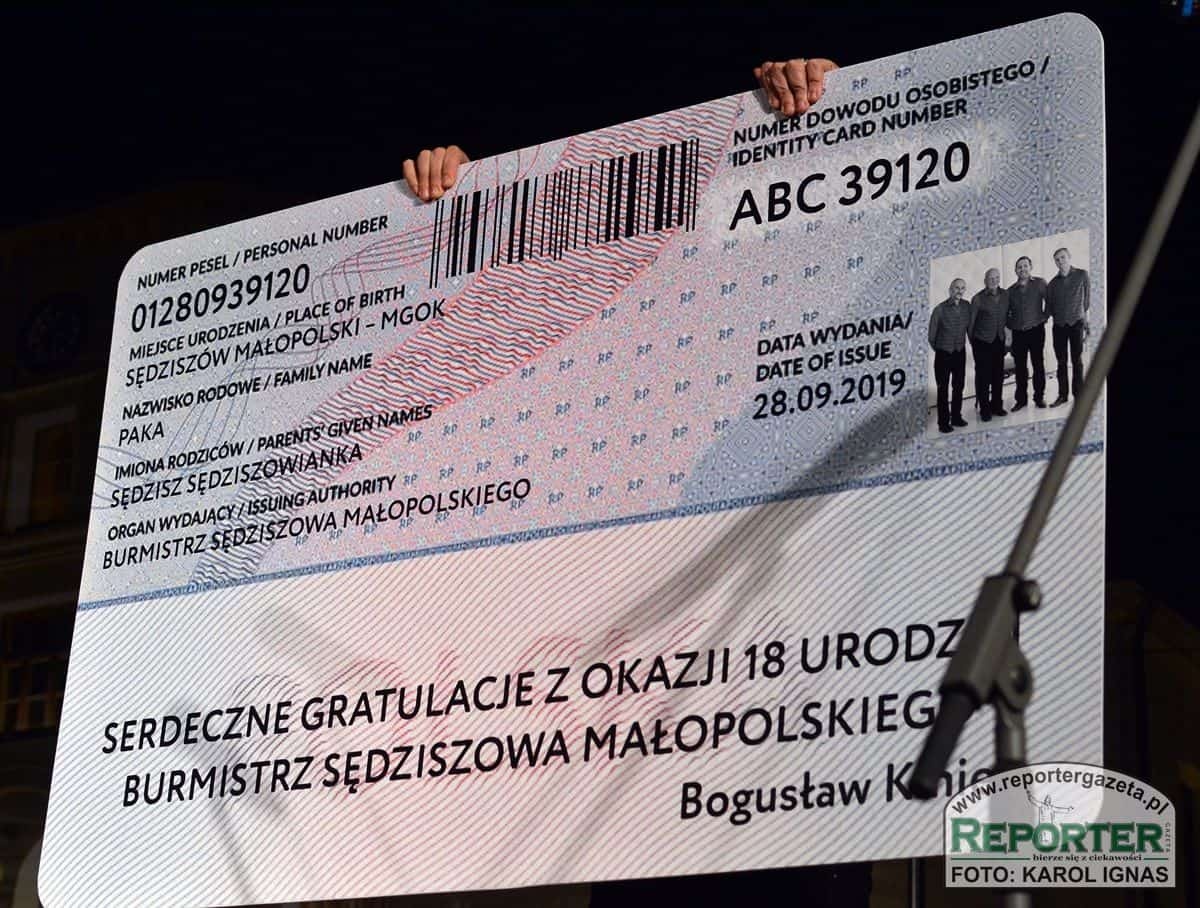 NUMER PESEL / PERSONAL NUMBER
01280939120
MIEJSCE URODZENIA / PLACE OF BIRTH
SĘDZISZÓW MAŁOPOLSKI – MGOK
NAZWISKO RODOWE / FAMILY NAME
PAKA
IMIONA RODZICÓW / PARENTS' GIVEN NAMES
SĘDZISZ SĘDZISZOWIANKA
ORGAN WYDAJĄCY / ISSUING AUTHORITY
BURMISTRZ SĘDZISZOWA MAŁOPOLSKIEGO
NUMER DOWODU OSOBISTEGO /
IDENTITY CARD NUMBER
ABC 39120
DATA WYDANIA/
DATE OF ISSUE
28.09.2019
SERDECZNE GRATULACJE Z OKAZJI 18
BURMISTRZ SĘDZISZOWA
Bogusław
www.reportergazeta.pl
REPORTER
GAZETA
bierze się z ciekawości
FOTO: KAROL IGNAS